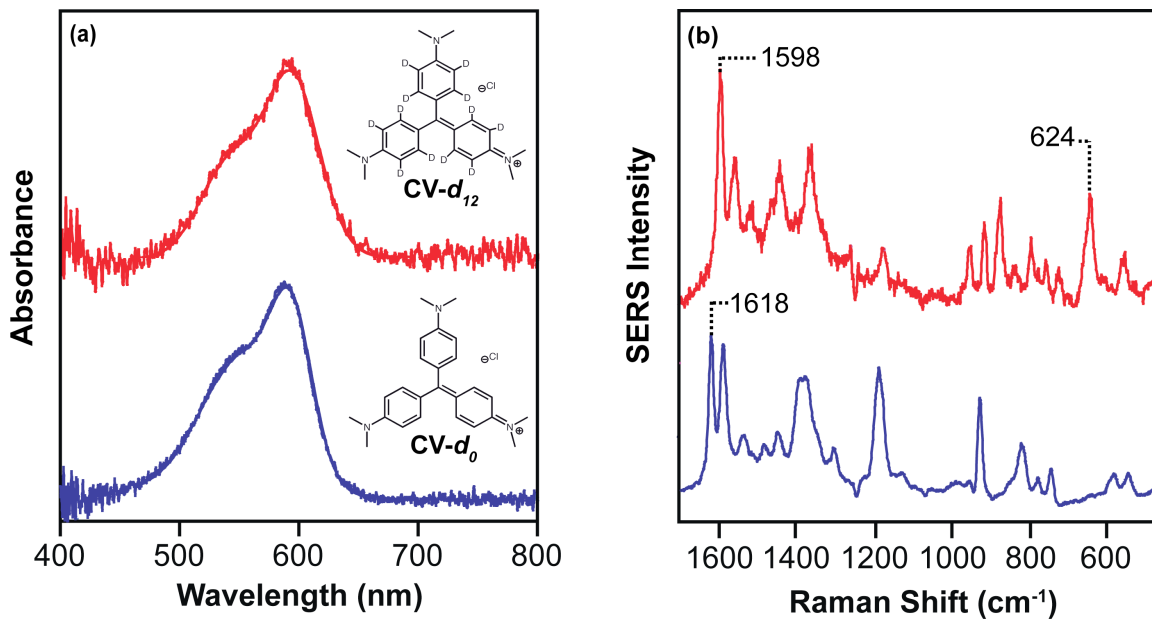 (a)
Absorbance
N
D D
D D
⊖Cl
D D
D D
D D
D D
N
N
⊕
CV-d12
N
⊖Cl
N
N
⊕
CV-d0
400 500 600 700 800
Wavelength (nm)
(b)
SERS Intensity
1598
624
1618
1600 1400 1200 1000 800 600
Raman Shift (cm-1)